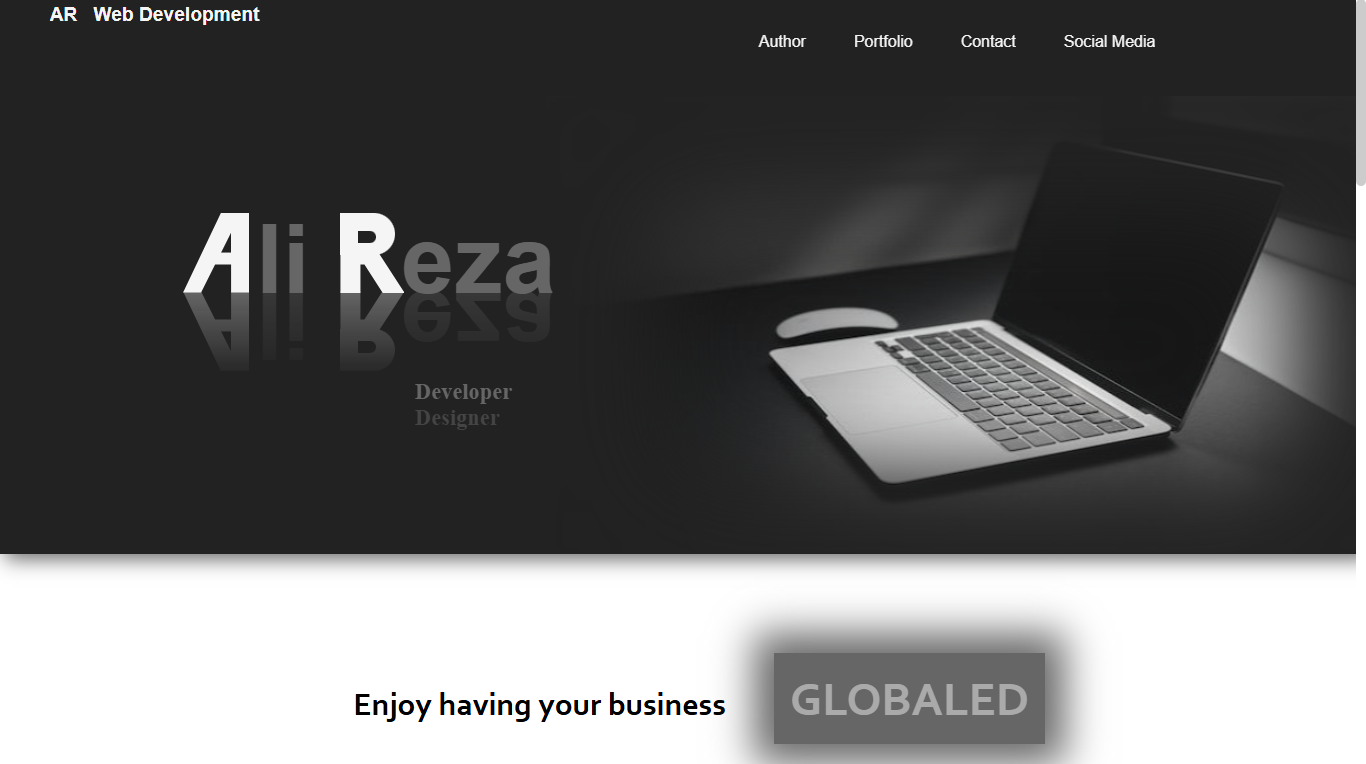 AR Web Development
Author Portfolio Contact Social Media
Ali Reza
Developer
Designer
Enjoy having your business GLOBALED